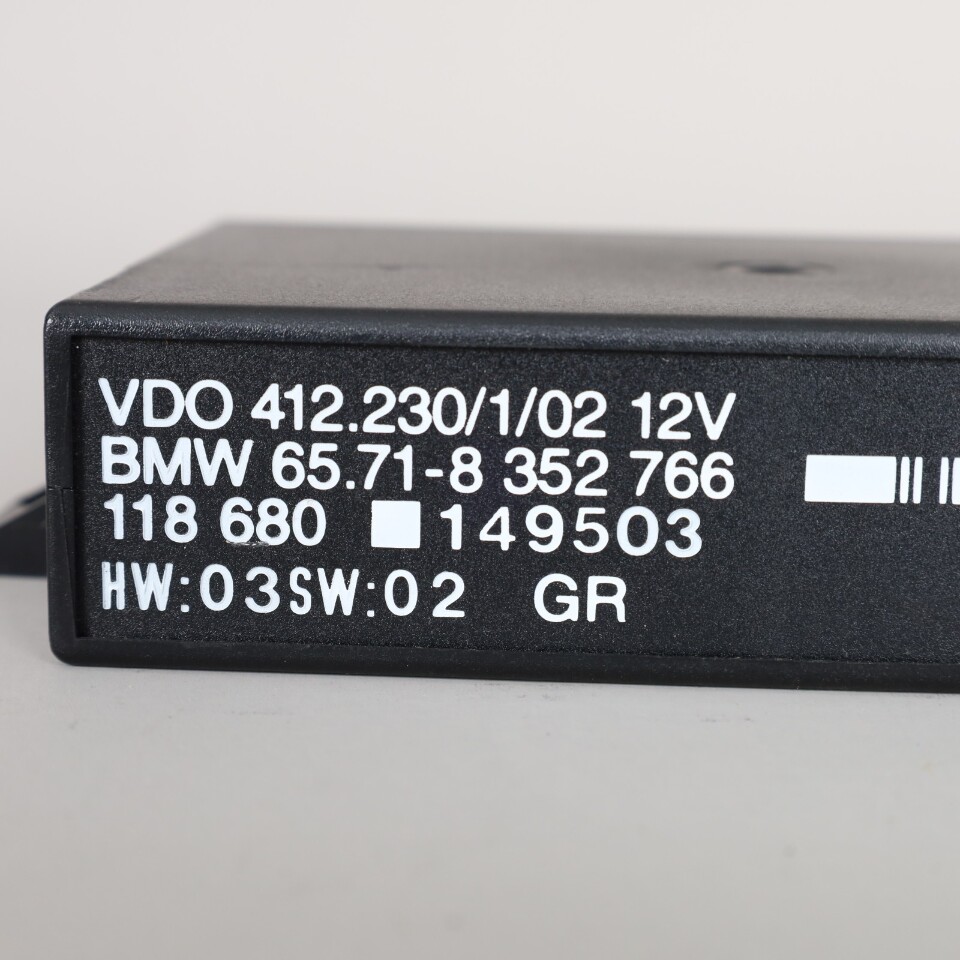 VDO 412.230/1/02 12V
BMW 65.71-8 352 766
118 680 149503
HW:03SW:02 GR